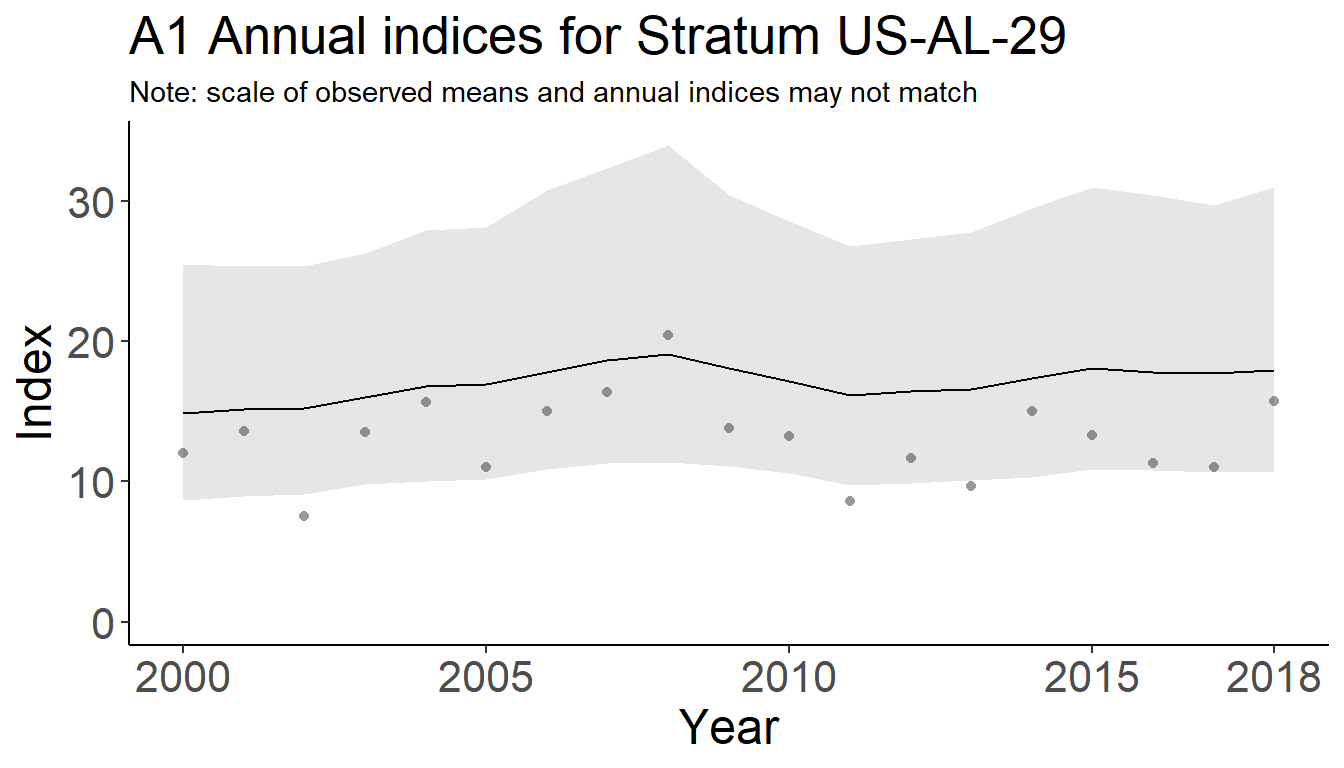 A1 Annual indices for Stratum US-AL-29
Note: scale of observed means and annual indices may not match
Index
30
20
10
0
2000 2005 2010 2015 2018
Year